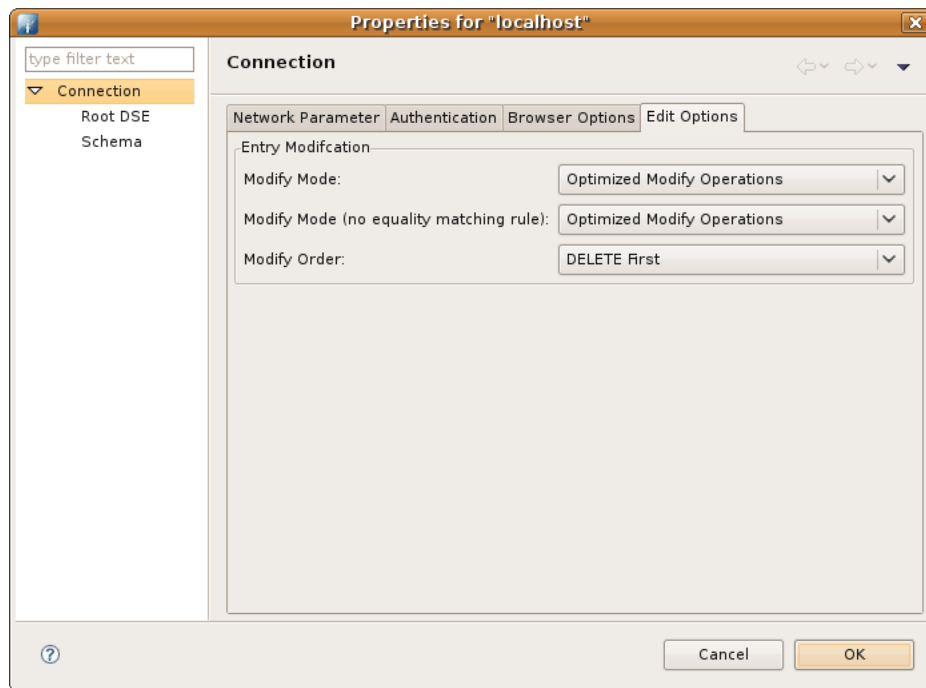 Properties for "localhost"
type filter text
Connection
Root DSE
Schema
Connection
Network Parameter Authentication Browser Options Edit Options
Entry Modifcation
Modify Mode: Optimized Modify Operations
Modify Mode (no equality matching rule): Optimized Modify Operations
Modify Order: DELETE First
Cancel OK